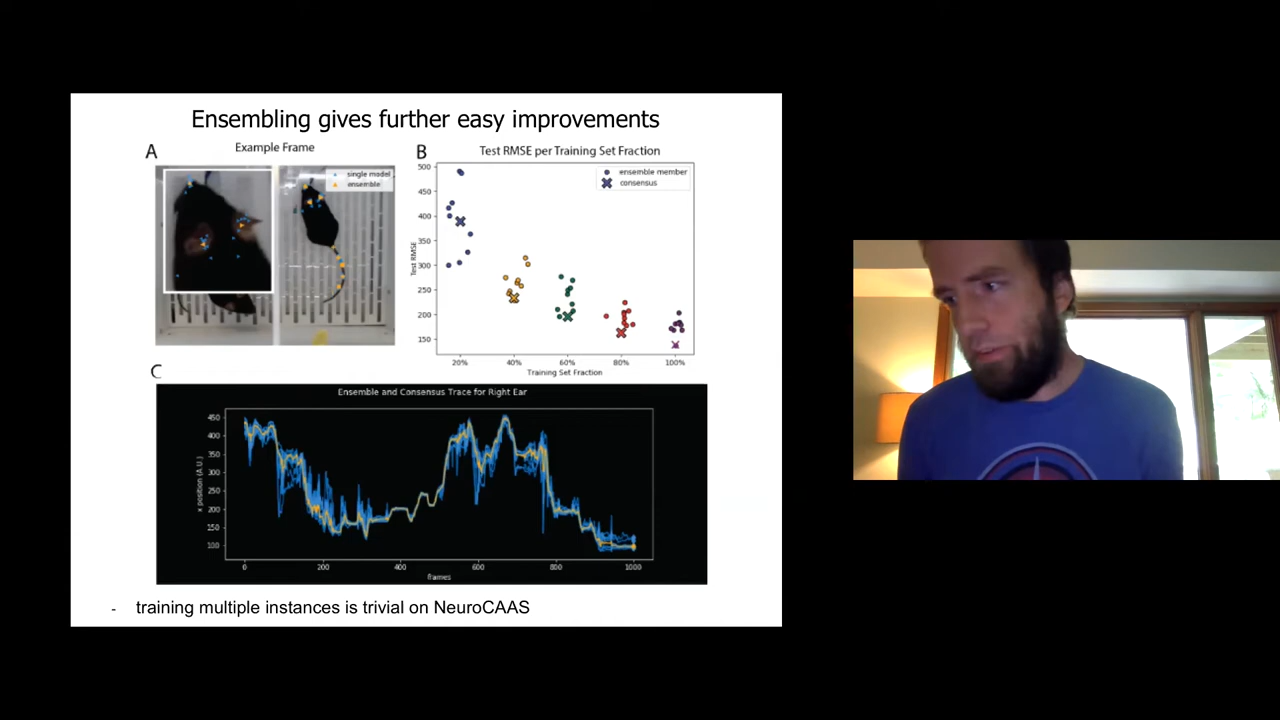 Ensembling gives further easy improvements
A
Example Frame
single model
ensemble
B
Test RMSE per Training Set Fraction
ensemble member
consensus
500
450
400
350
300
250
200
150
Test RMSE
20%
40%
60%
80%
100%
Training Set Fraction
C
Ensemble and Consensus Trace for Right Ear
450
400
350
300
250
200
150
100
x position (A.U.)
0
200
400
600
800
1000
frames
- training multiple instances is trivial on NeuroCAAS